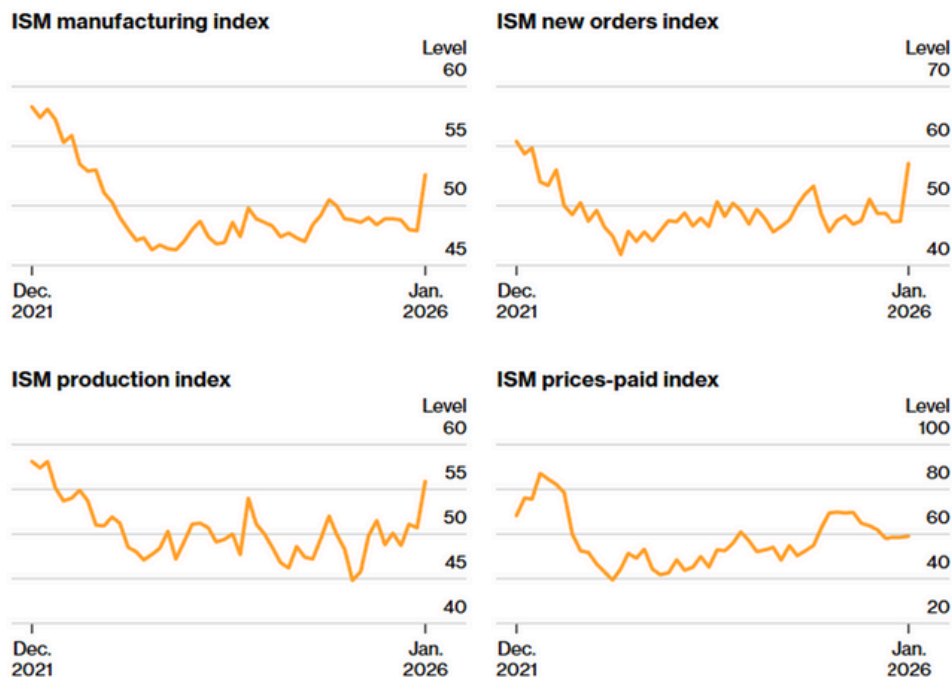 ISM manufacturing index
Level
60
55
50
45
Dec.
2021
Jan.
2026
ISM new orders index
Level
70
60
50
40
Dec.
2021
Jan.
2026
ISM production index
Level
60
55
50
45
40
Dec.
2021
Jan.
2026
ISM prices-paid index
Level
100
80
60
40
20
Dec.
2021
Jan.
2026